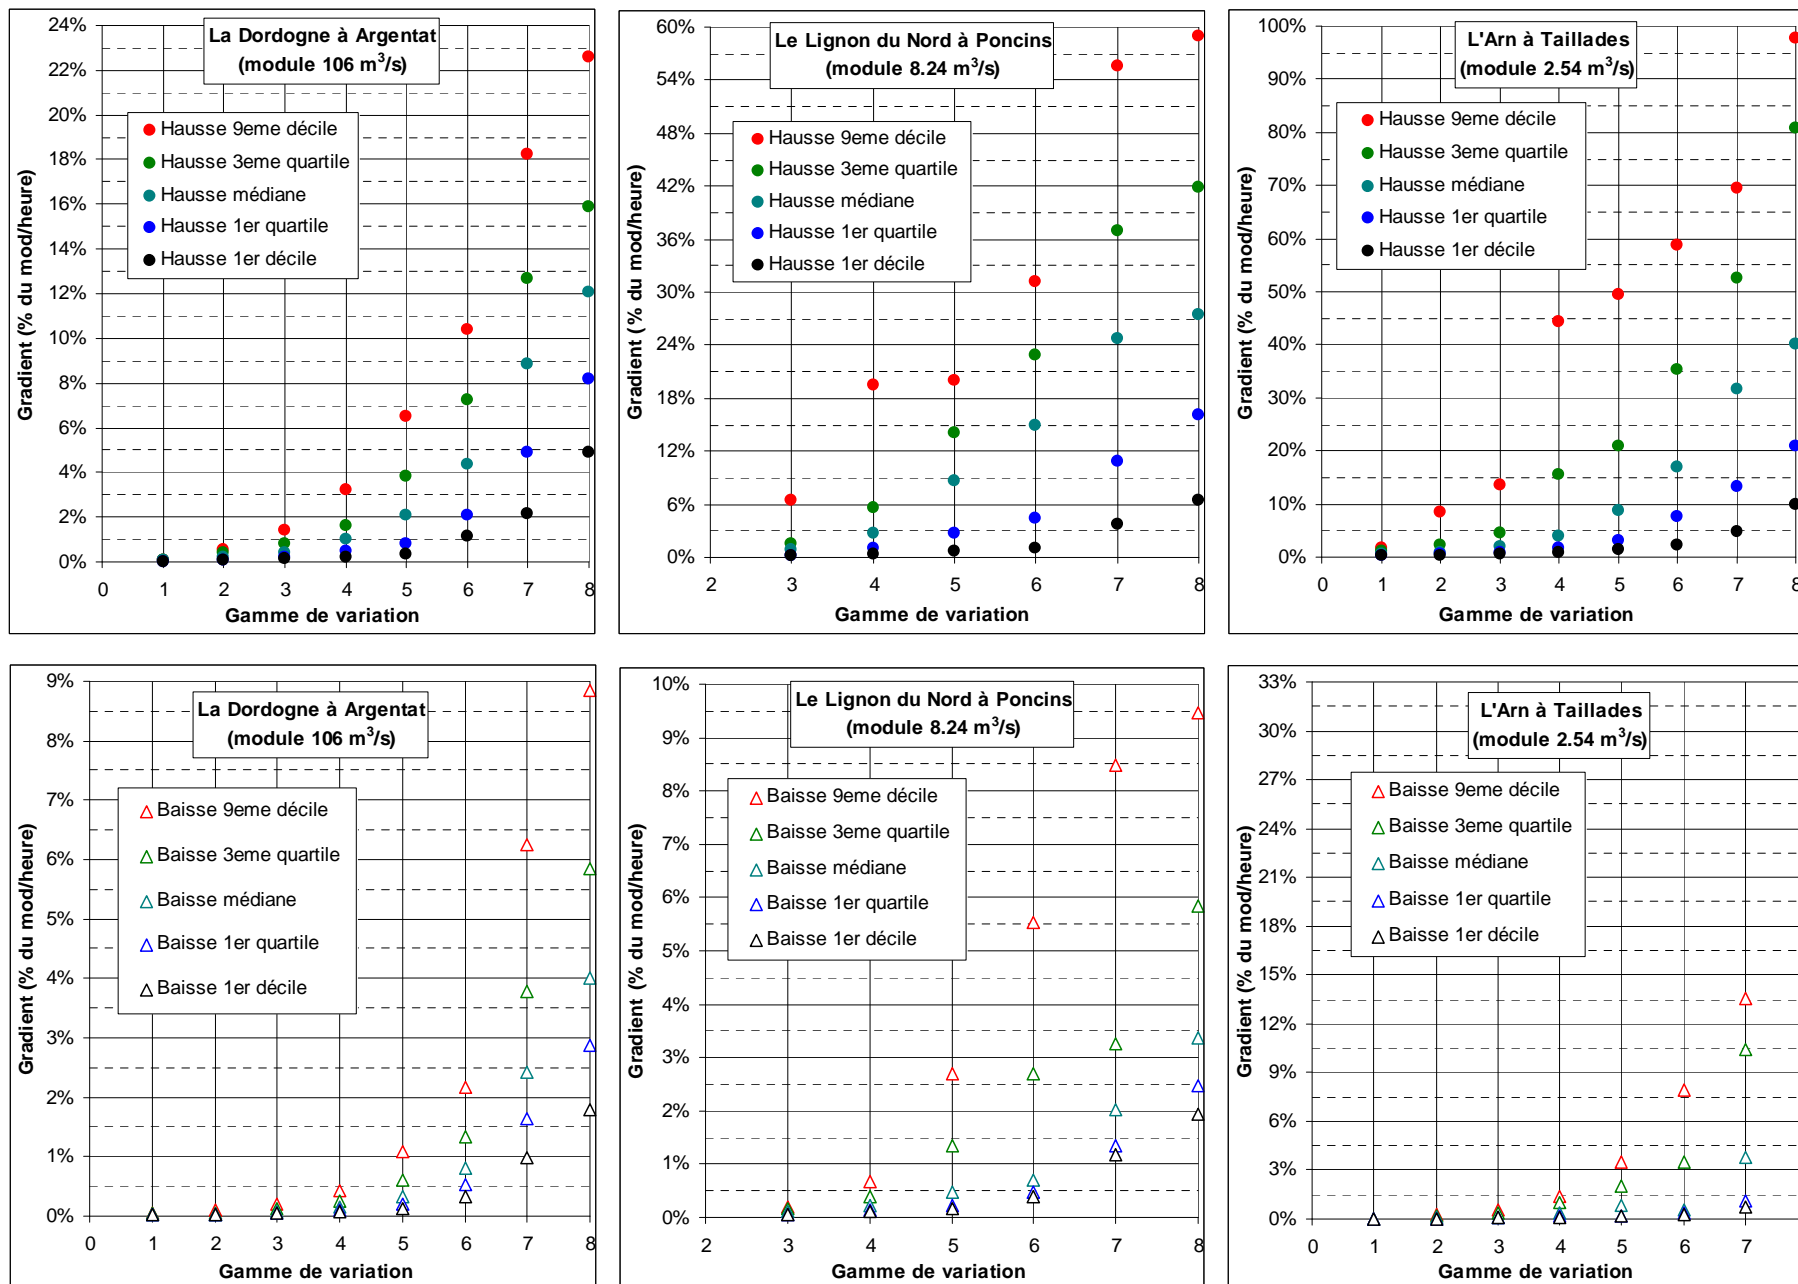 La Dordogne à Argentat
(module 106 m³/s)
Gradient (% du mod/heure)
24%
22%
20%
18%
16%
14%
12%
10%
8%
6%
4%
2%
0%
Hausse 9eme décile
Hausse 3eme quartile
Hausse médiane
Hausse 1er quartile
Hausse 1er décile
0 1 2 3 4 5 6 7 8
Gamme de variation
Le Lignon du Nord à Poncins
(module 8.24 m³/s)
Gradient (% du mod/heure)
60%
54%
48%
42%
36%
30%
24%
18%
12%
6%
0%
Hausse 9eme décile
Hausse 3eme quartile
Hausse médiane
Hausse 1er quartile
Hausse 1er décile
2 3 4 5 6 7 8
Gamme de variation
L'Arn à Taillades
(module 2.54 m³/s)
Gradient (% du mod/heure)
100%
90%
80%
70%
60%
50%
40%
30%
20%
10%
0%
Hausse 9eme décile
Hausse 3eme quartile
Hausse médiane
Hausse 1er quartile
Hausse 1er décile
0 1 2 3 4 5 6 7 8
Gamme de variation
La Dordogne à Argentat
(module 106 m³/s)
Gradient (% du mod/heure)
9%
8%
7%
6%
5%
4%
3%
2%
1%
0%
Baisse 9eme décile
Baisse 3eme quartile
Baisse médiane
Baisse 1er quartile
Baisse 1er décile
0 1 2 3 4 5 6 7 8
Gamme de variation
Le Lignon du Nord à Poncins
(module 8.24 m³/s)
Gradient (% du mod/heure)
10%
9%
8%
7%
6%
5%
4%
3%
2%
1%
0%
Baisse 9eme décile
Baisse 3eme quartile
Baisse médiane
Baisse 1er quartile
Baisse 1er décile
2 3 4 5 6 7 8
Gamme de variation
L'Arn à Taillades
(module 2.54 m³/s)
Gradient (% du mod/heure)
33%
30%
27%
24%
21%
18%
15%
12%
9%
6%
3%
0%
Baisse 9eme décile
Baisse 3eme quartile
Baisse médiane
Baisse 1er quartile
Baisse 1er décile
0 1 2 3 4 5 6 7
Gamme de variation